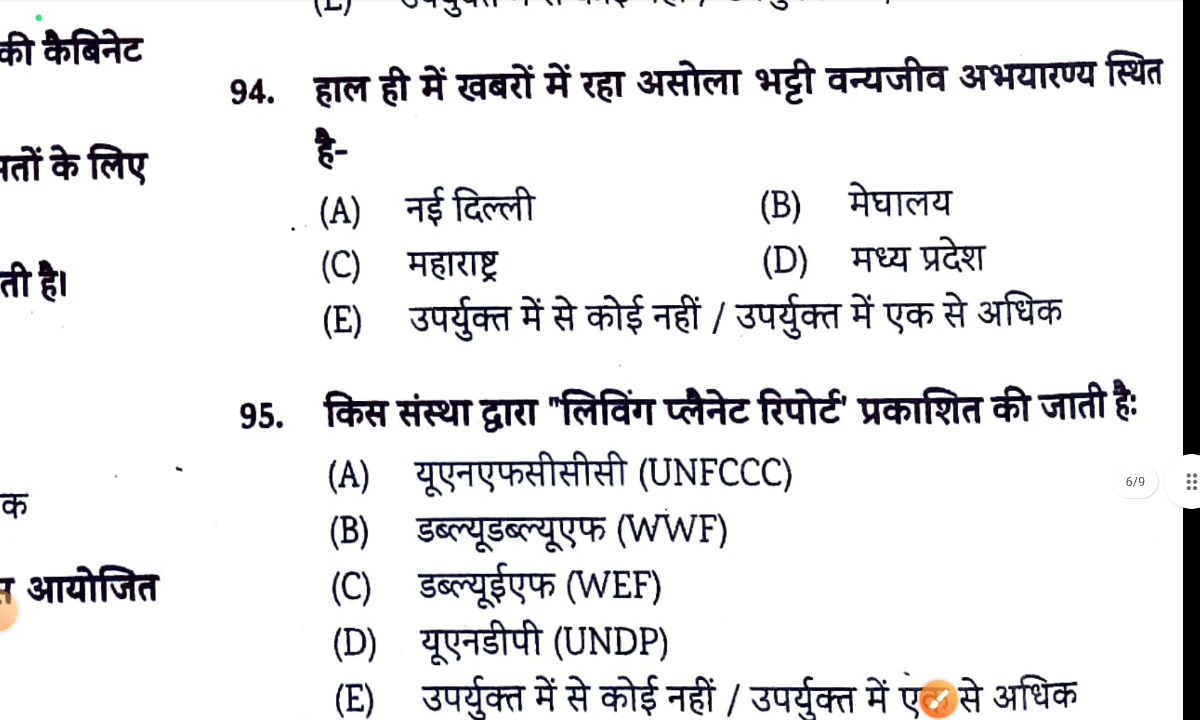 की कैबिनेट
के लिए
ती है।
क
आयोजित
94. हाल ही में खबरों में रहा असोला भट्टी वन्यजीव अभयारण्य स्थित
है-
(A) नई दिल्ली (B) मेघालय
(C) महाराष्ट्र (D) मध्य प्रदेश
(E) उपर्युक्त में से कोई नहीं / उपर्युक्त में एक से अधिक
95. किस संस्था द्वारा "लिविंग प्लैनेट रिपोर्ट' प्रकाशित की जाती हैः
(A) यूएनएफसीसीसी (UNFCCC)
(B) डब्ल्यूडब्ल्यूएफ (WWF)
(C) डब्ल्यूईएफ (WEF)
(D) यूएनडीपी (UNDP)
(E) उपर्युक्त में से कोई नहीं / उपर्युक्त में एक से अधिक
6/9